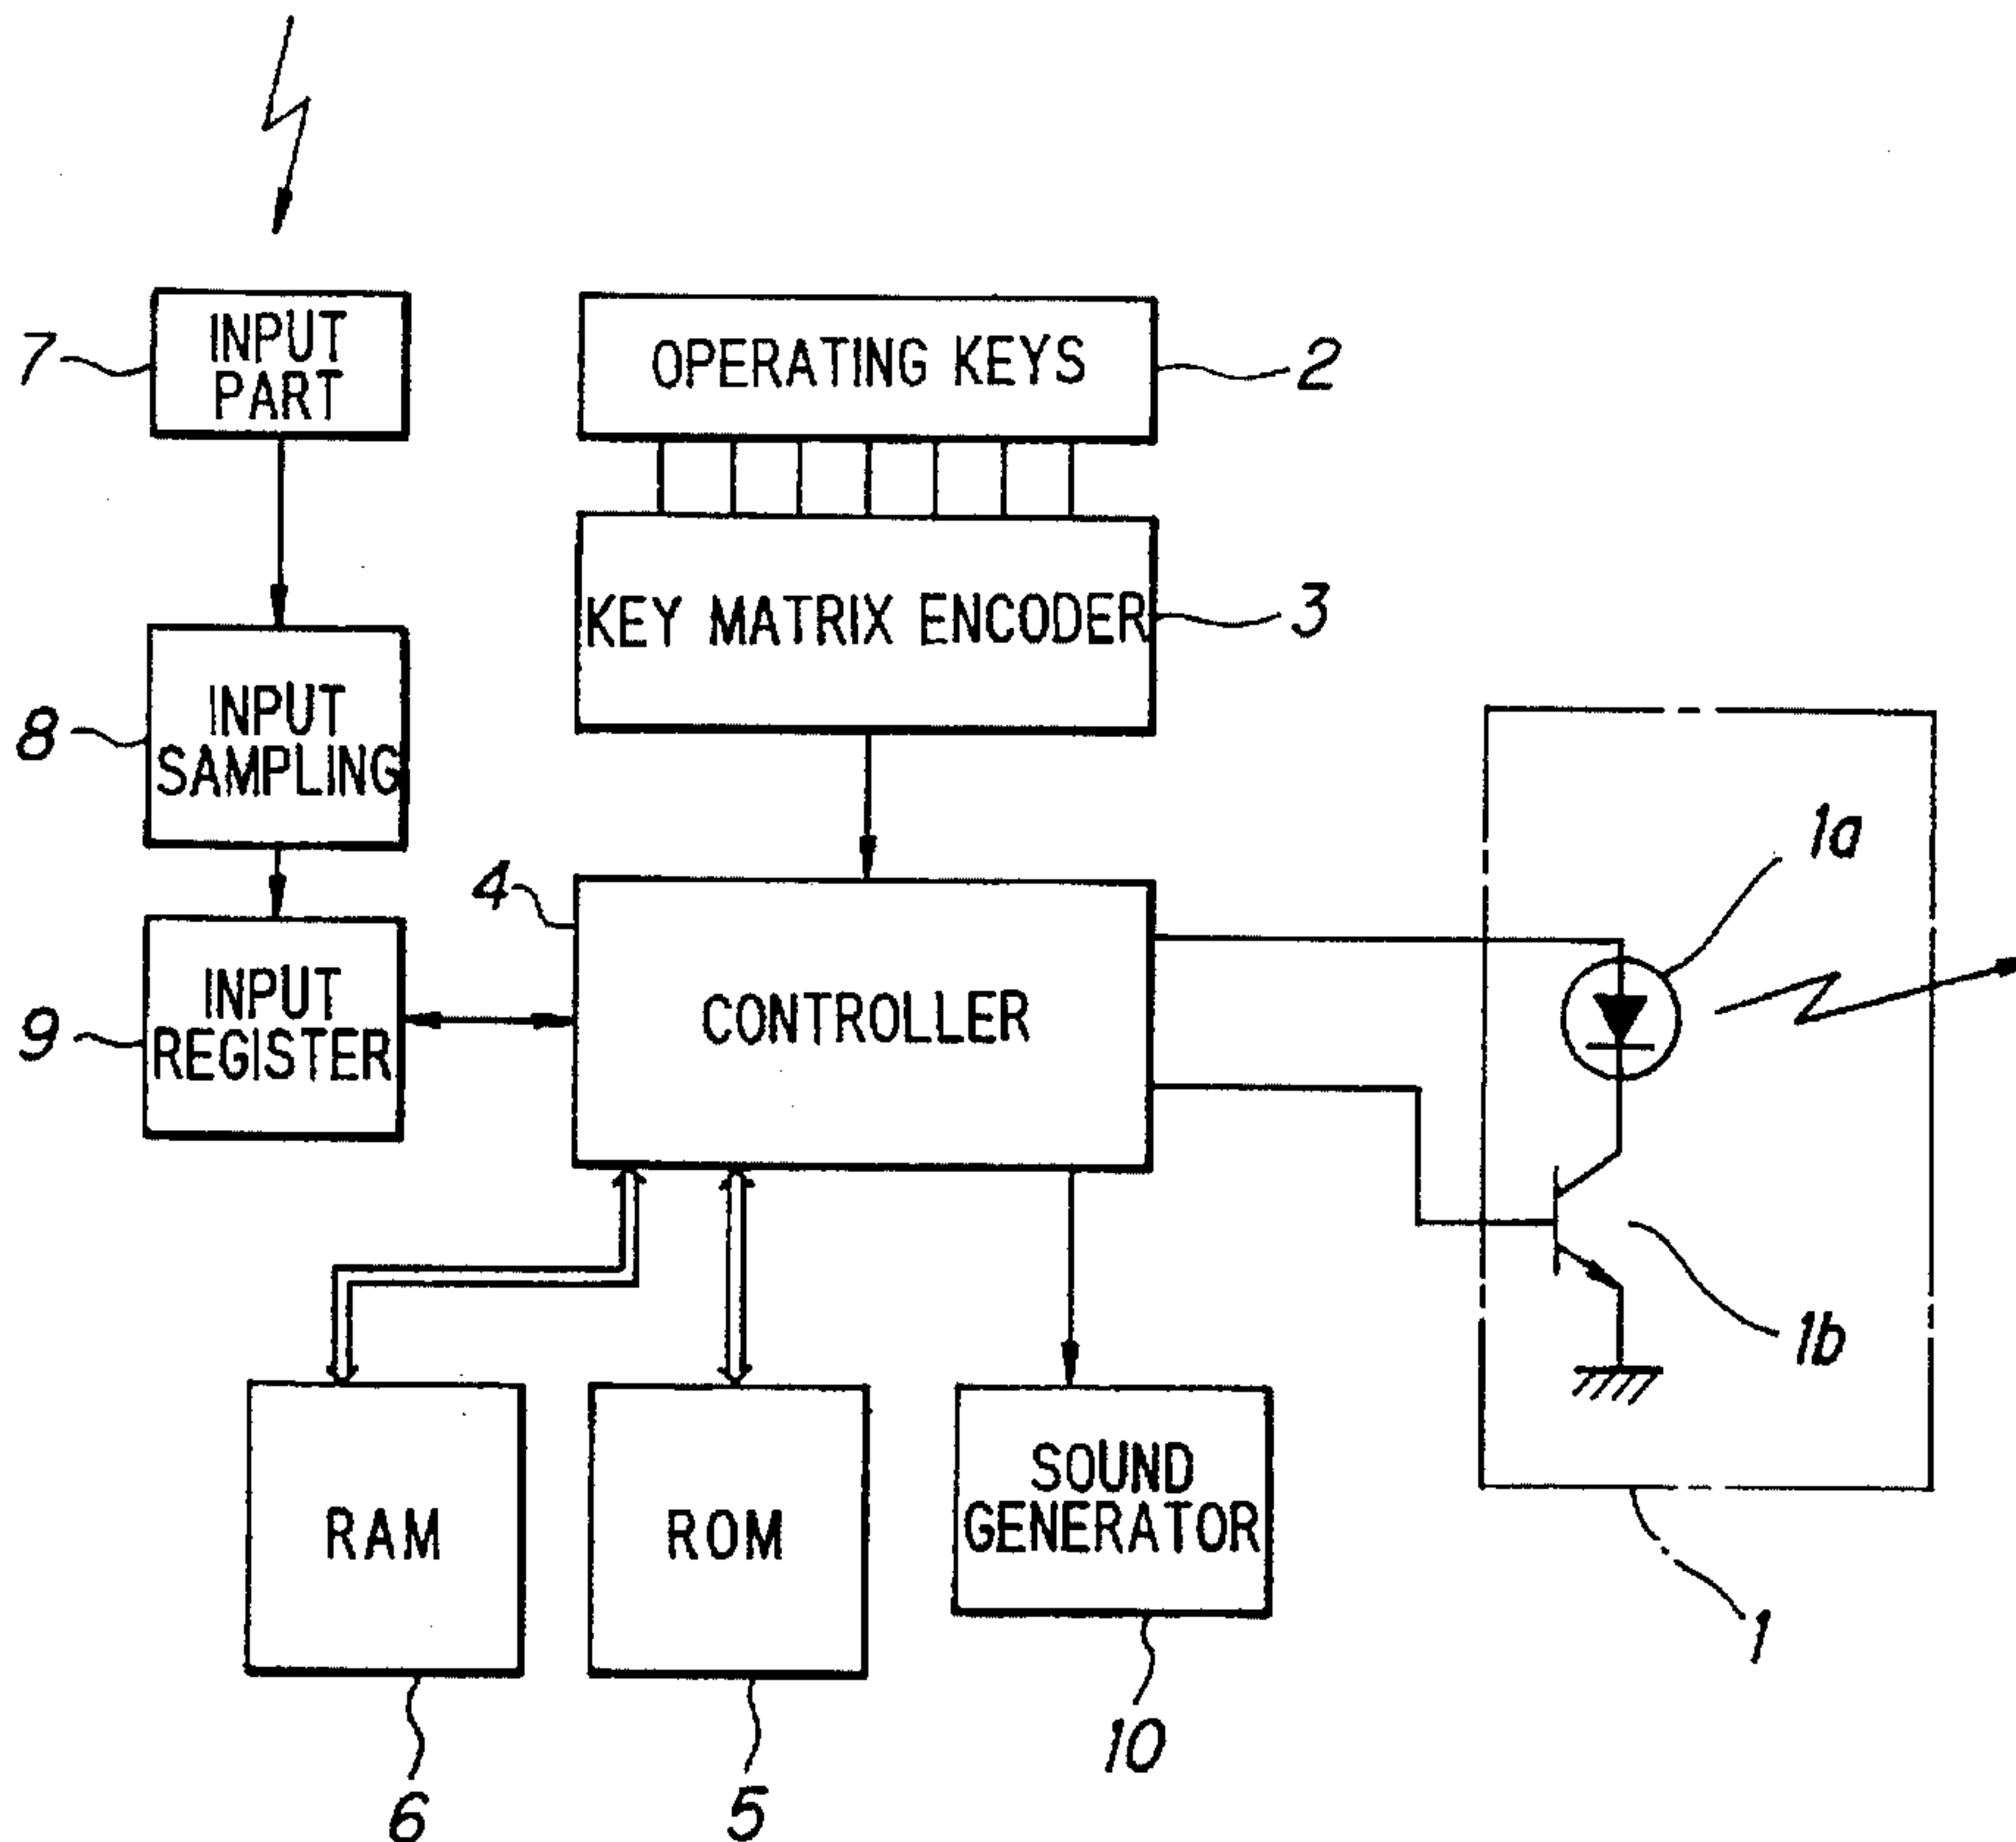 INPUT
PART
7
OPERATING KEYS
2
KEY MATRIX ENCODER
3
INPUT
SAMPLING
8
1a
4
INPUT
REGISTER
9
CONTROLLER
1b
RAM
ROM
SOUND
GENERATOR
1
6
5
10